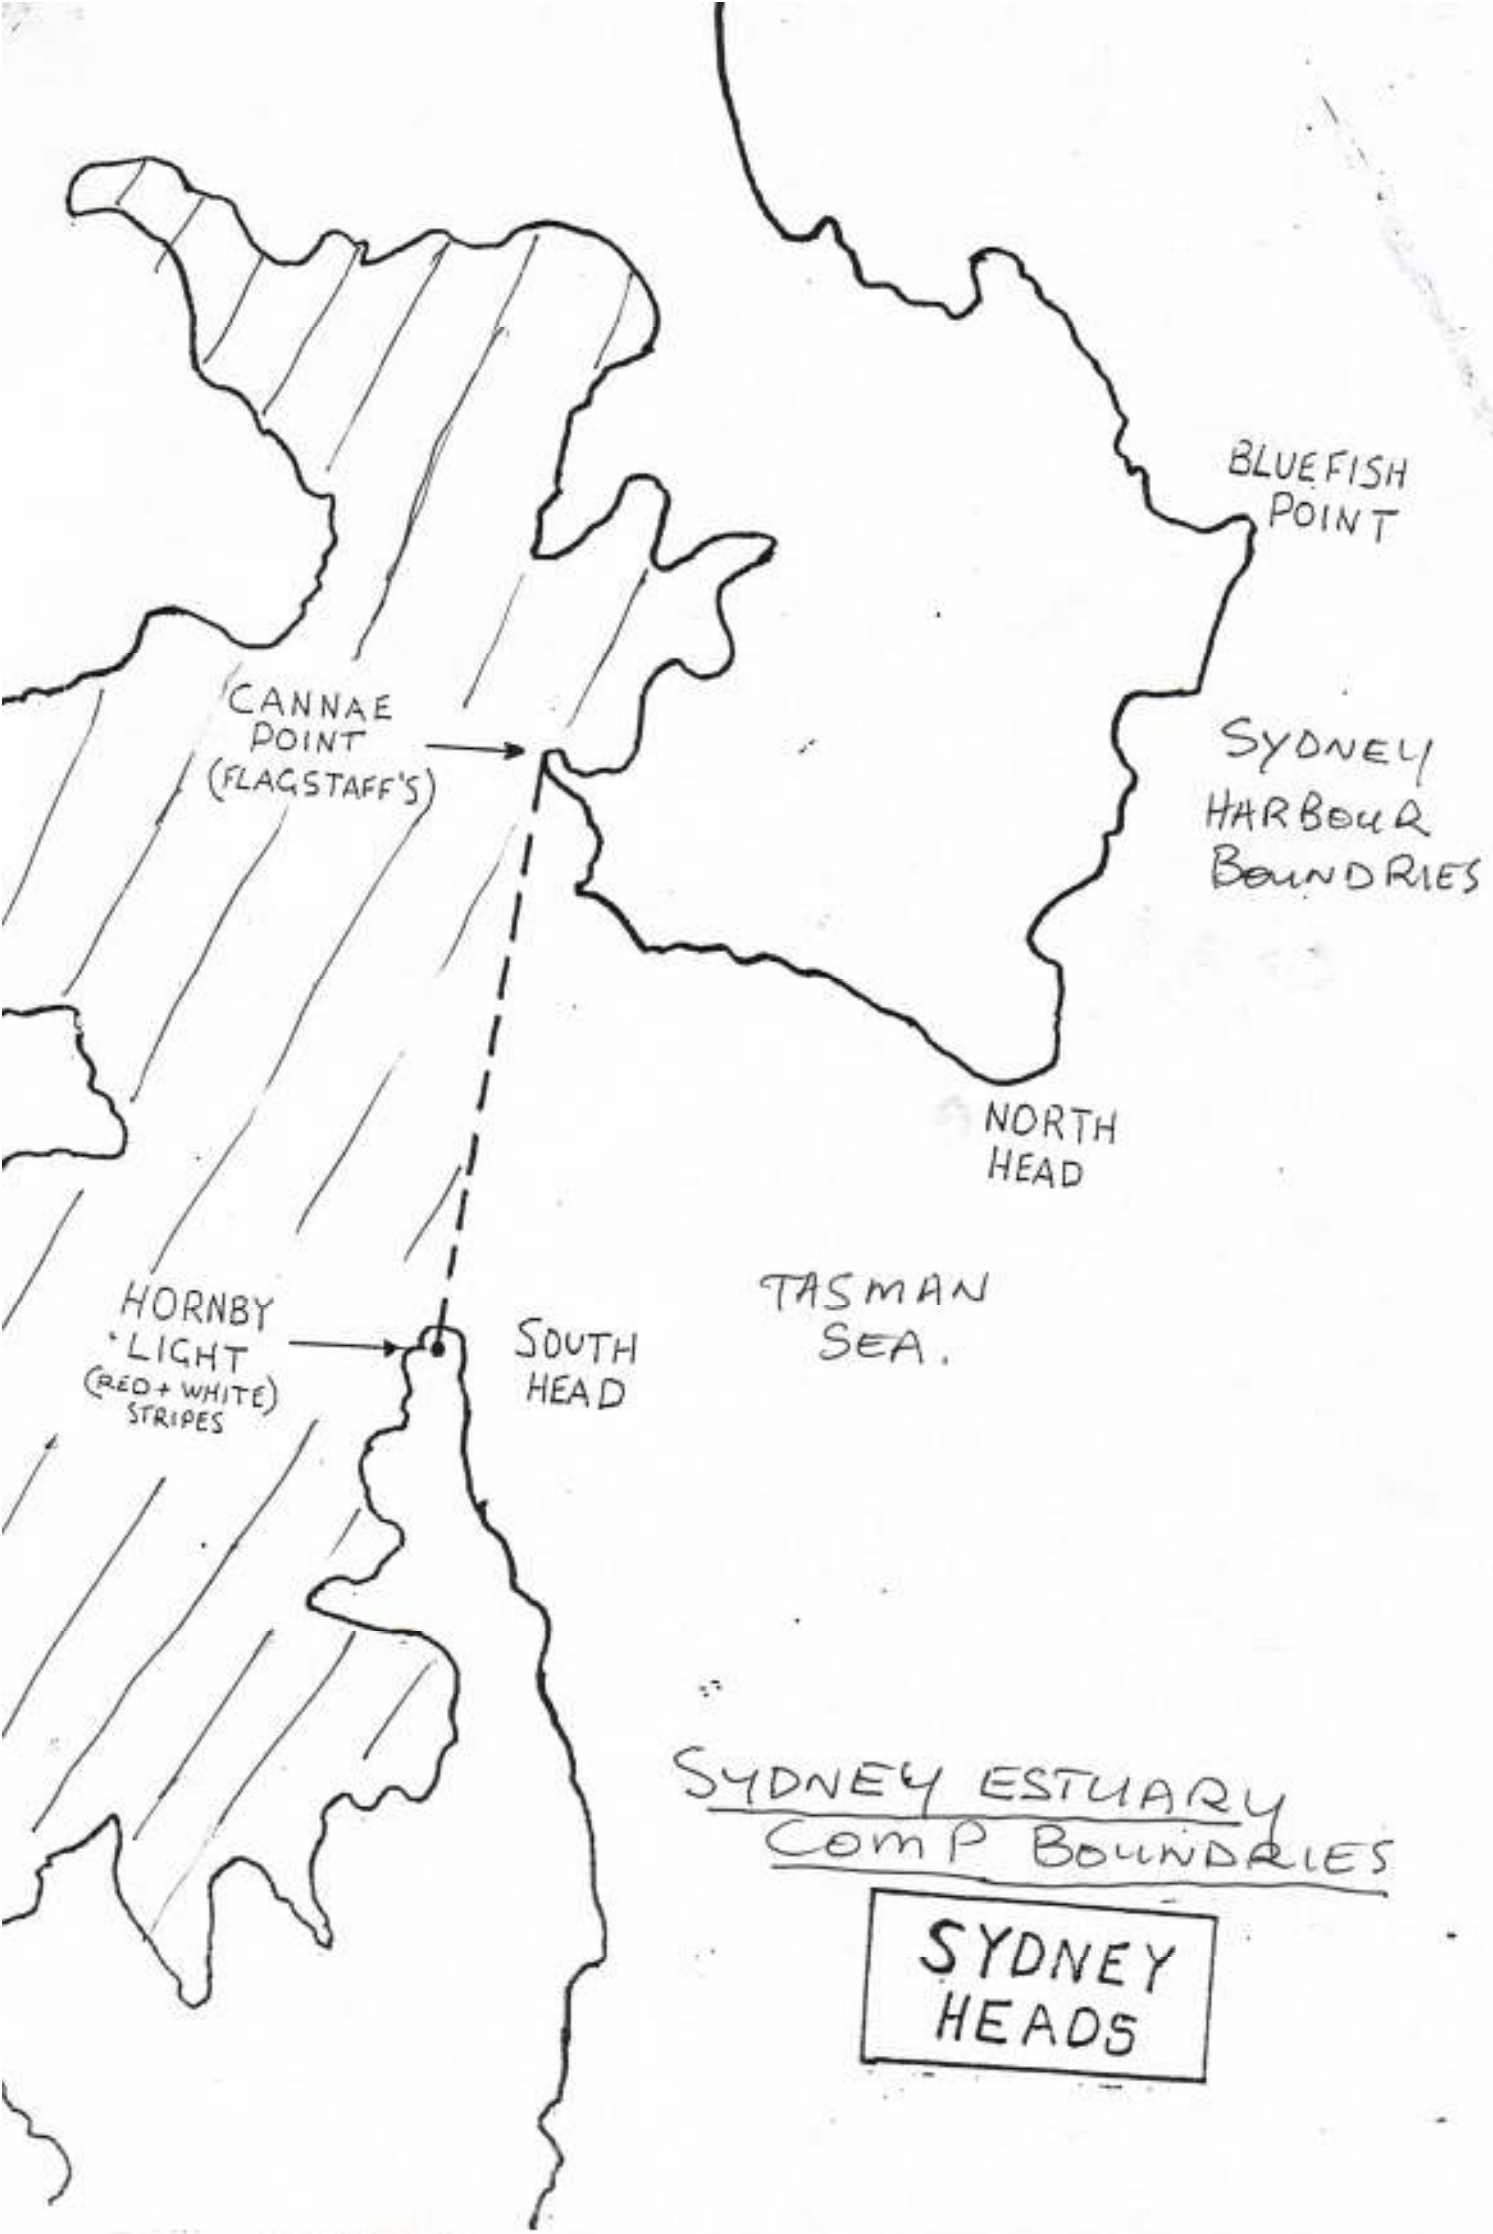 BLUEFISH
POINT
CANNAE
POINT
(FLAGSTAFF'S)
SYDNEY
HARBOUR
BOUNDRIES
NORTH
HEAD
TASMAN
SEA.
HORNBY
LIGHT
(RED + WHITE)
STRIPES
SOUTH
HEAD
SYDNEY ESTUARY
COMP BOUNDRIES
SYDNEY
HEADS